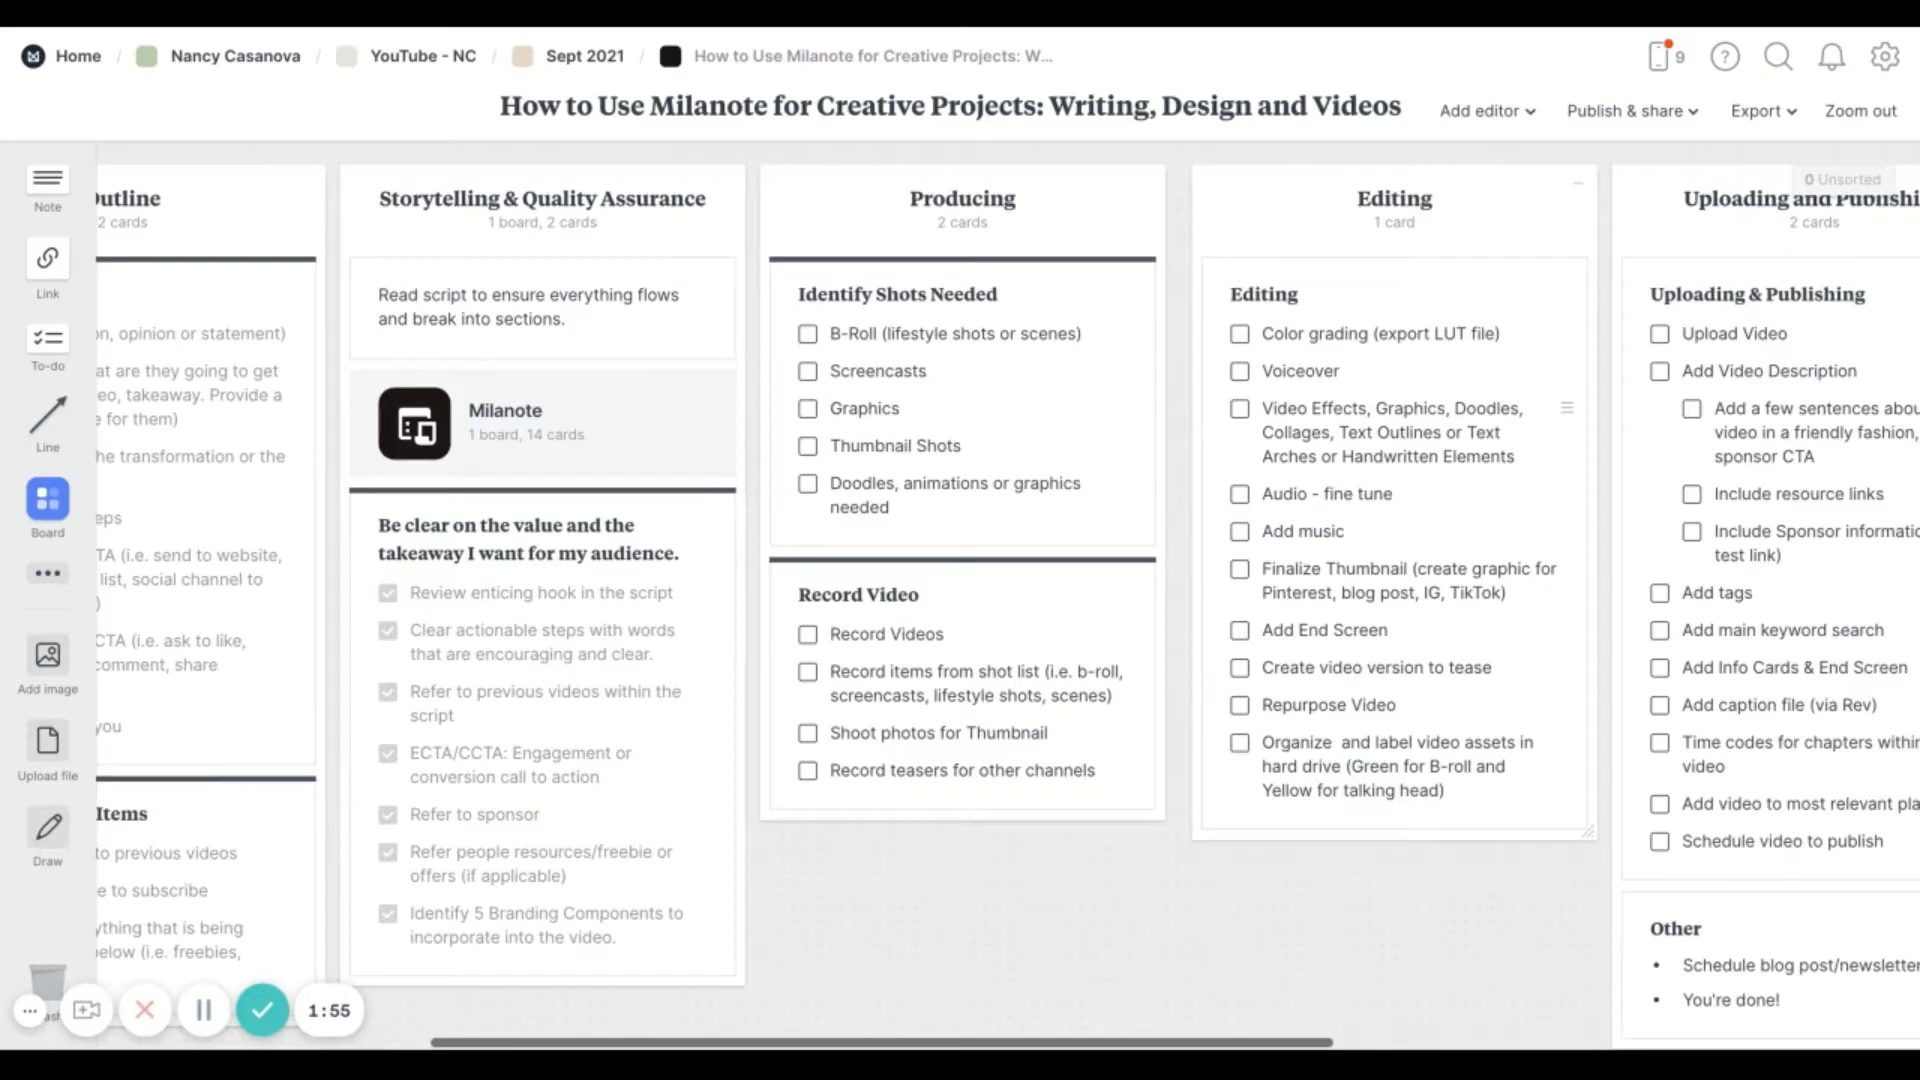 Home / Nancy Casanova / YouTube - NC / Sept 2021 / How to Use Milanote for Creative Projects: W...
9
How to Use Milanote for Creative Projects: Writing, Design and Videos
Add editor
Publish & share
Export
Zoom out
Note
Link
To-do
Line
Board
Add image
Upload file
Draw
Outline
2 cards
on, opinion or statement)
at are they going to get
eo, takeaway. Provide a
e for them)
he transformation or the
eps
TA (i.e. send to website,
list, social channel to
)
CTA (i.e. ask to like,
comment, share
you
Items
to previous videos
e to subscribe
ything that is being
elow (i.e. freebies,
Storytelling & Quality Assurance
1 board, 2 cards
Read script to ensure everything flows
and break into sections.
Milanote
1 board, 14 cards
Be clear on the value and the
takeaway I want for my audience.
Review enticing hook in the script
Clear actionable steps with words
that are encouraging and clear.
Refer to previous videos within the
script
ECTA/CCTA: Engagement or
conversion call to action
Refer to sponsor
Refer people resources/freebie or
offers (if applicable)
Identify 5 Branding Components to
incorporate into the video.
Producing
2 cards
Identify Shots Needed
B-Roll (lifestyle shots or scenes)
Screencasts
Graphics
Thumbnail Shots
Doodles, animations or graphics
needed
Record Video
Record Videos
Record items from shot list (i.e. b-roll,
screencasts, lifestyle shots, scenes)
Shoot photos for Thumbnail
Record teasers for other channels
Editing
1 card
Editing
Color grading (export LUT file)
Voiceover
Video Effects, Graphics, Doodles,
Collages, Text Outlines or Text
Arches or Handwritten Elements
Audio - fine tune
Add music
Finalize Thumbnail (create graphic for
Pinterest, blog post, IG, TikTok)
Add End Screen
Create video version to tease
Repurpose Video
Organize and label video assets in
hard drive (Green for B-roll and
Yellow for talking head)
0 Unsorted
Uploading and Publishi
2 cards
Uploading & Publishing
Upload Video
Add Video Description
Add a few sentences abou
video in a friendly fashion,
sponsor CTA
Include resource links
Include Sponsor informatic
test link)
Add tags
Add main keyword search
Add Info Cards & End Screen
Add caption file (via Rev)
Time codes for chapters within
video
Add video to most relevant pla
Schedule video to publish
Other
• Schedule blog post/newsletter
• You're done!
1:55